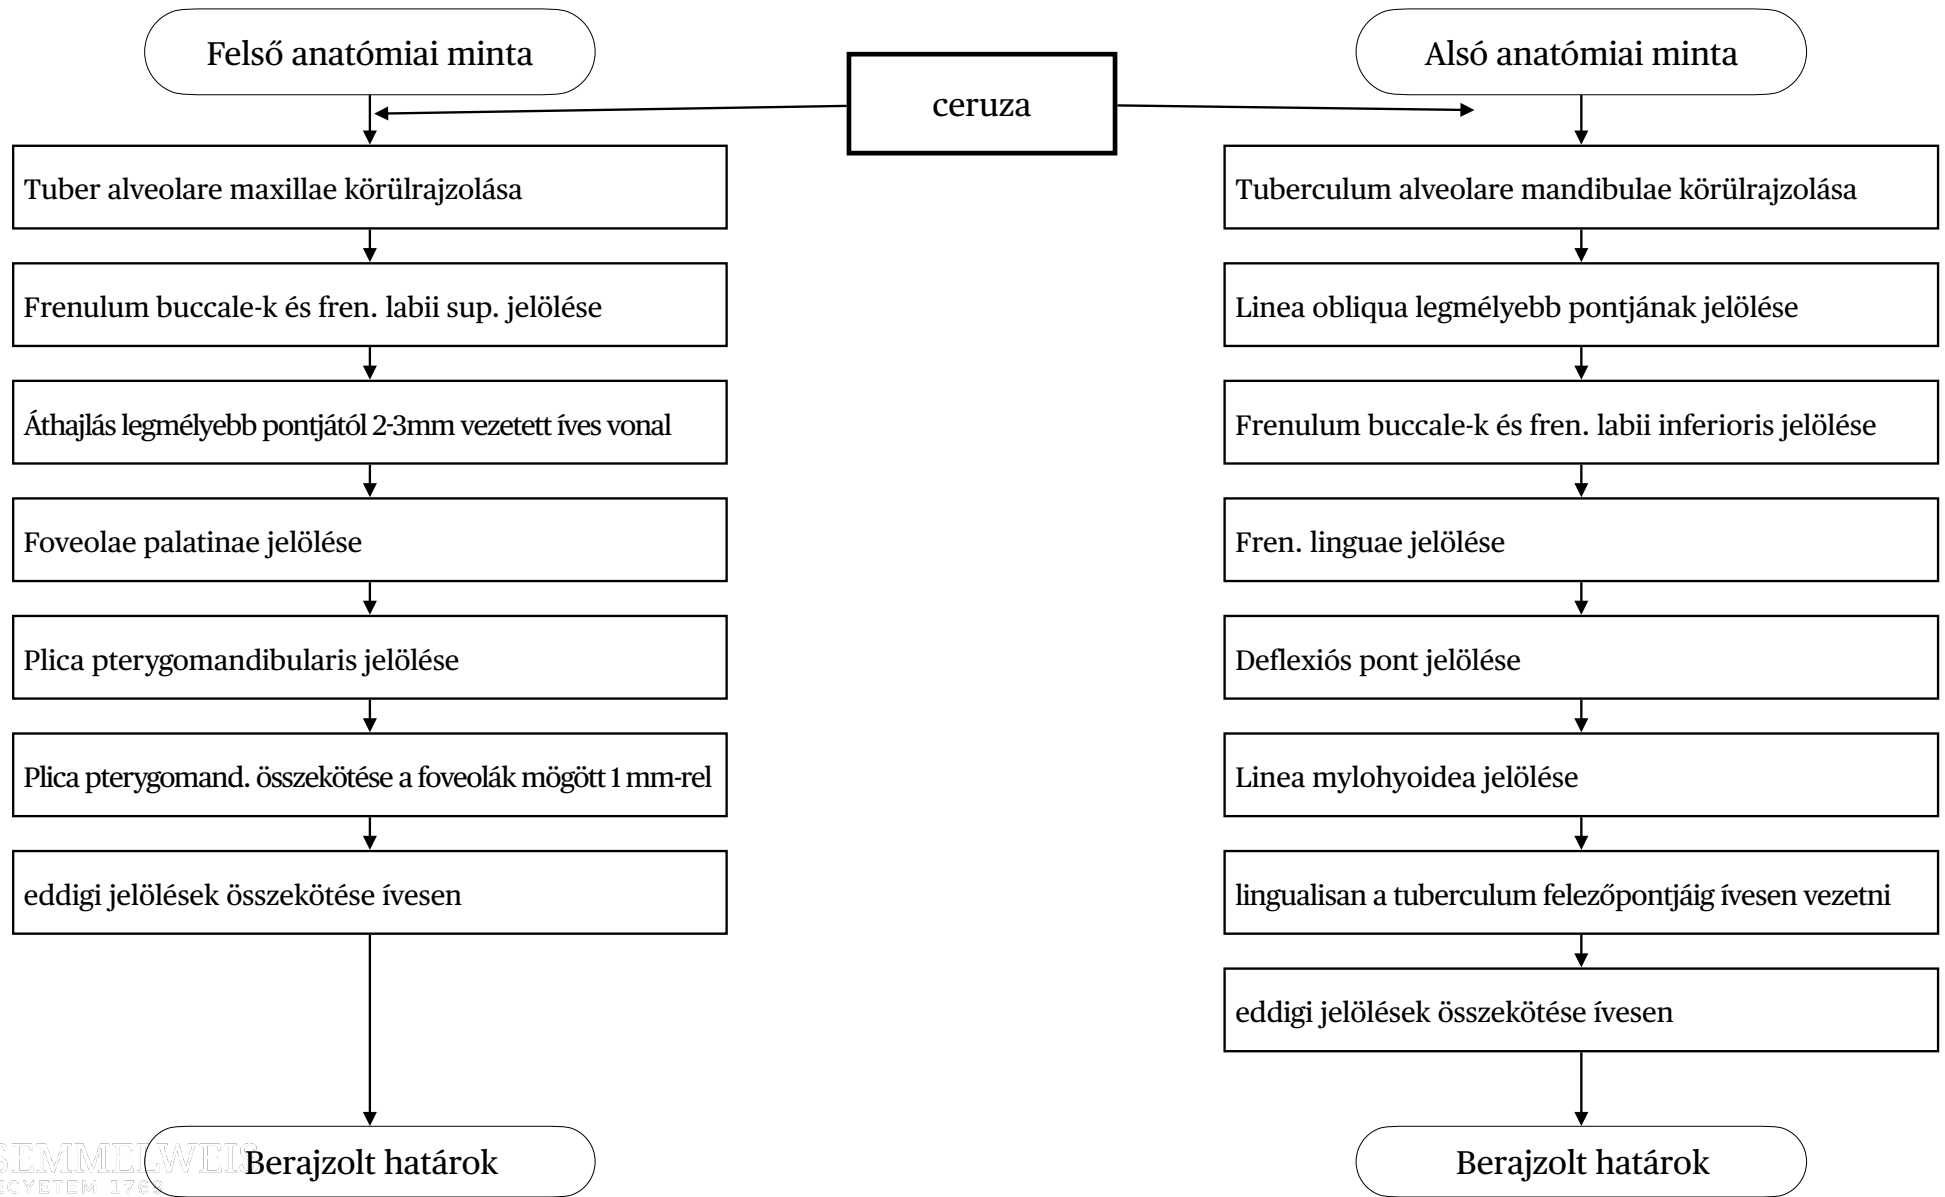 Felső anatómiai minta
ceruza
Alsó anatómiai minta
Tuber alveolare maxillae körülrajzolása
Frenulum buccale-k és fren. labii sup. jelölése
Áthajlás legmélyebb pontjától 2-3mm vezetett íves vonal
Foveolae palatinae jelölése
Plica pterygomandibularis jelölése
Plica pterygomand. összekötése a foveolák mögött 1 mm-rel
eddigi jelölések összekötése ívesen
Berajzolt határok
Tuberculum alveolare mandibulae körülrajzolása
Linea obliqua legmélyebb pontjának jelölése
Frenulum buccale-k és fren. labii inferioris jelölése
Fren. linguae jelölése
Deflexiós pont jelölése
Linea mylohyoidea jelölése
lingualisan a tuberculum felezőpontjáig ívesen vezetni
eddigi jelölések összekötése ívesen
Berajzolt határok
SEMMELWEIS
EGYETEM 1769